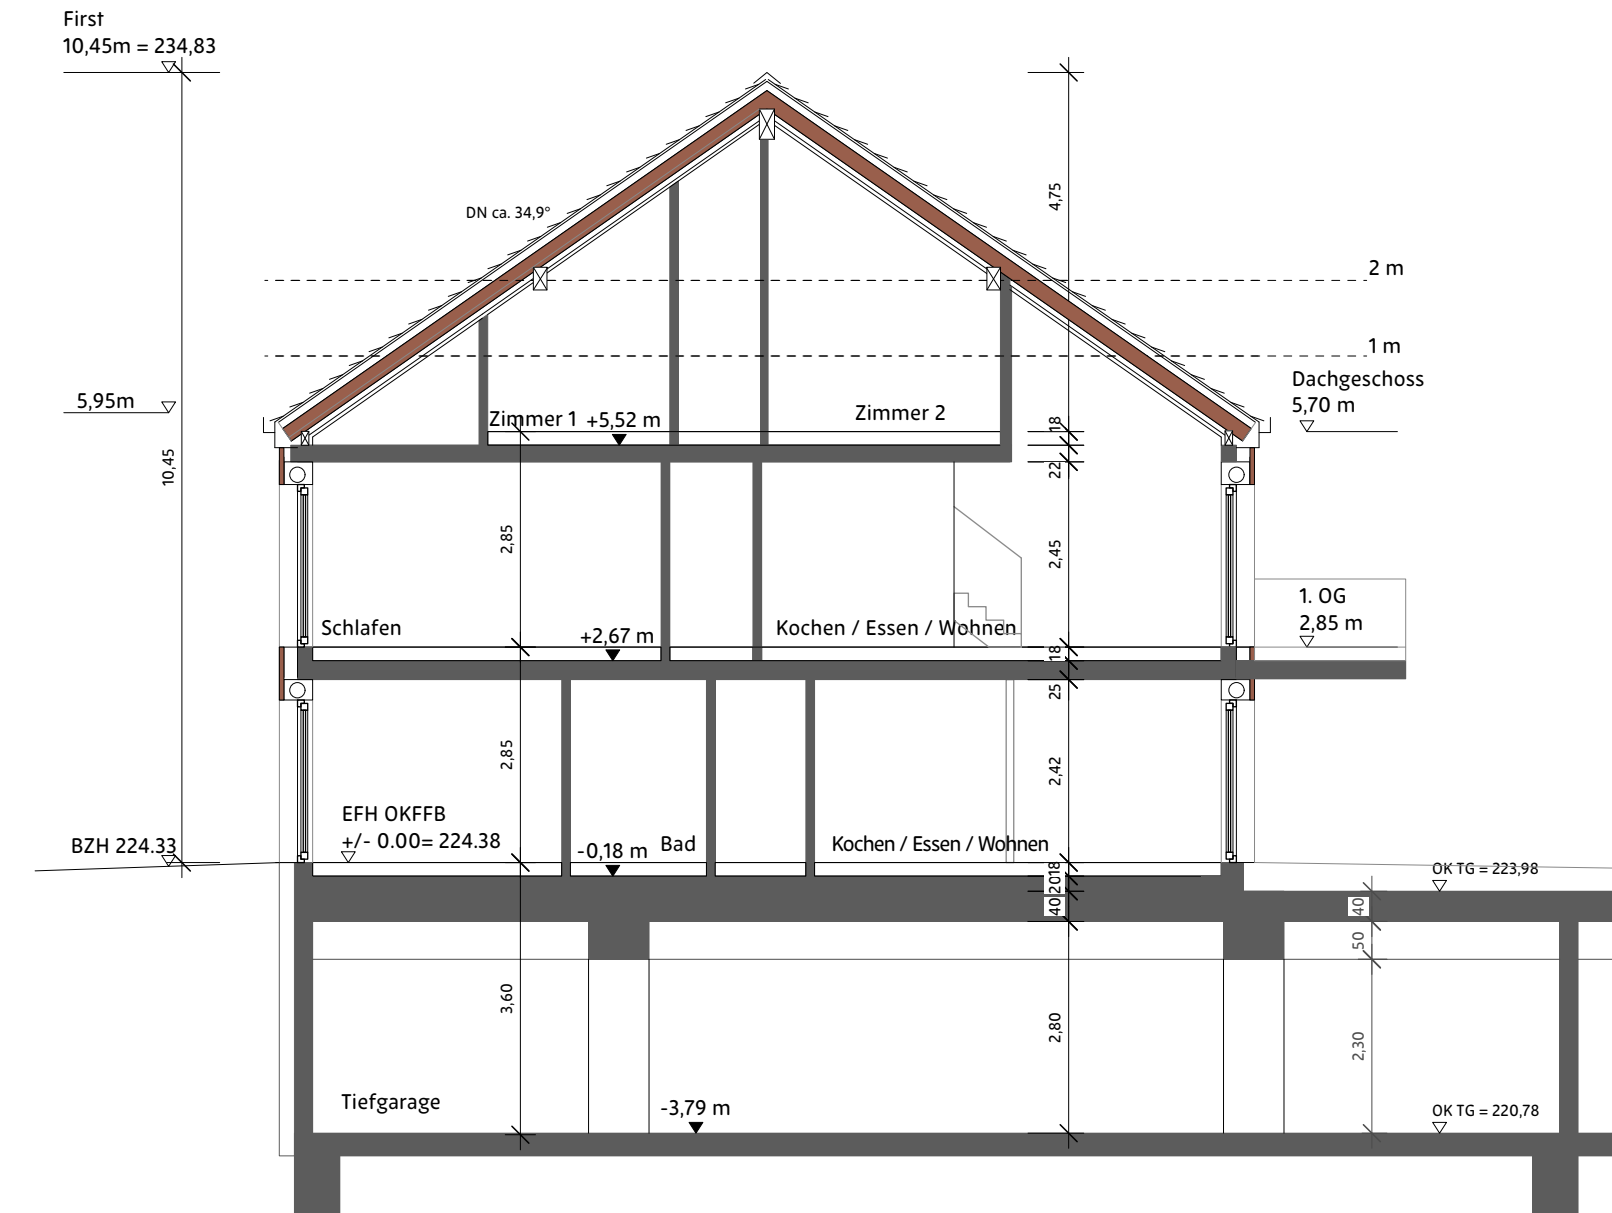 First
10,45m = 234,83
4,75
DN ca. 34,9°
2 m
1 m
Dachgeschoss
5,70 m
5,95m
Zimmer 1
+5,52 m
Zimmer 2
18
22
10,45
2,85
2,45
1. OG
2,85 m
Schlafen
+2,67 m
Kochen / Essen / Wohnen
18
25
2,85
2,42
EFH OKFFB
+/- 0.00= 224.38
BZH 224.33
-0,18 m
Bad
Kochen / Essen / Wohnen
18
20
40
OK TG = 223,98
40
50
3,60
2,80
2,30
Tiefgarage
-3,79 m
OK TG = 220,78